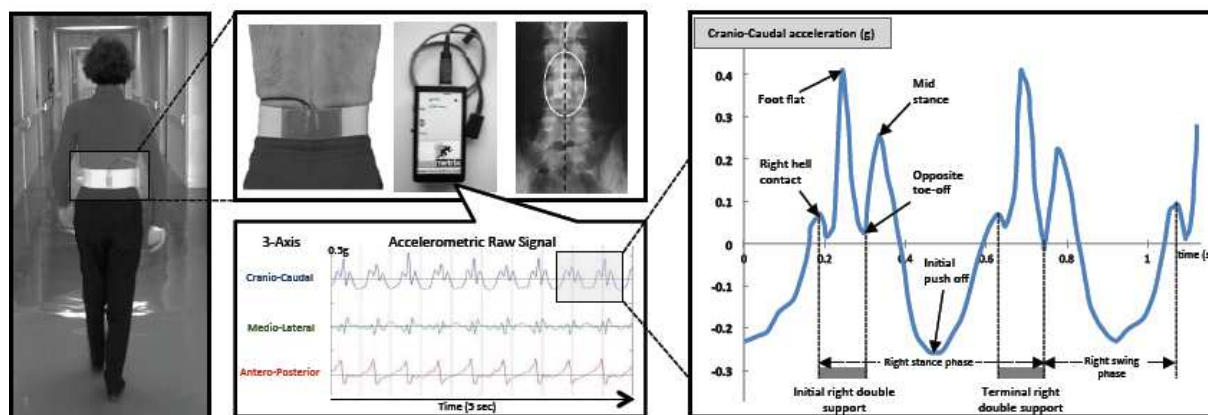 3-Axis
Accelerometric Raw Signal
0.5g
Cranio-Caudal
Medio-Lateral
Antero-Posterior
Time (5 sec)
Cranio-Caudal acceleration (g)
0.4
0.3
0.2
0.1
0
-0.1
-0.2
-0.3
0.2
0.4
0.6
0.8
1
time (s
Foot flat
Mid
stance
Right hell
contact
Opposite
toe-off
Initial
push off
Right stance phase
Right swing
phase
Initial right double
support
Terminal right
double support